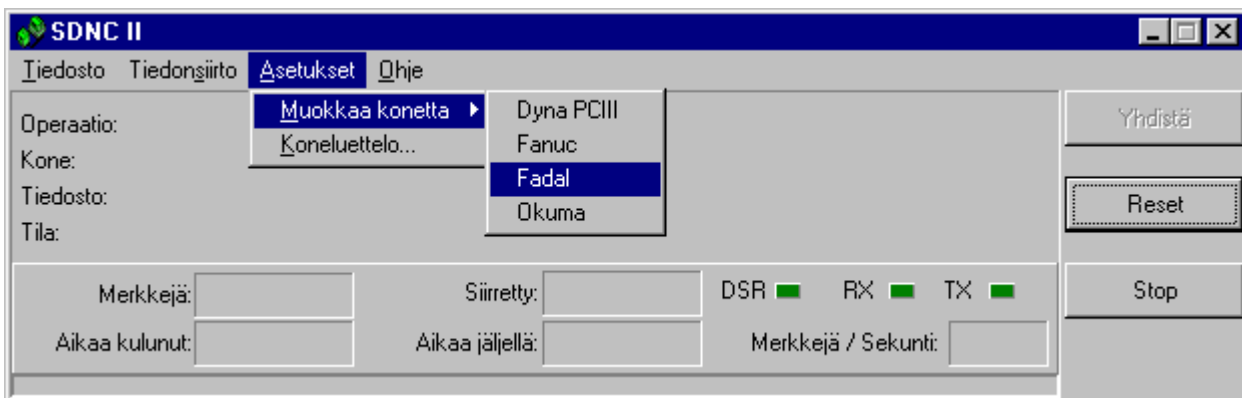 SDNC II
Tiedosto Tiedonsiirto Asetukset Ohje
Muokkaa konetta
Koneluettelo...
Dyna PCIII
Fanuc
Fadal
Okuma
Operaatio:
Kone:
Tiedosto:
Tila:
Yhdistä
Reset
Stop
Merkkejä: Siirretty: DSR RX TX
Aikaa kulunut: Aikaa jäljellä: Merkkejä / Sekunti: